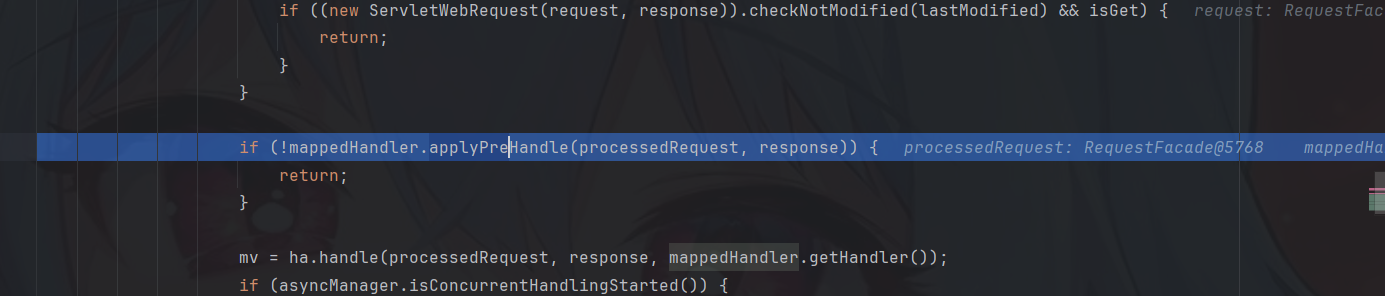 if ((new ServletWebRequest(request, response)).checkNotModified(lastModified) && isGet) {   request: RequestFac
return;
}
}
if (!mappedHandler.applyPreHandle(processedRequest, response)) {   processedRequest: RequestFacade@5768   mappedHa
return;
}
mv = ha.handle(processedRequest, response, mappedHandler.getHandler());
if (asyncManager.isConcurrentHandlingStarted()) {